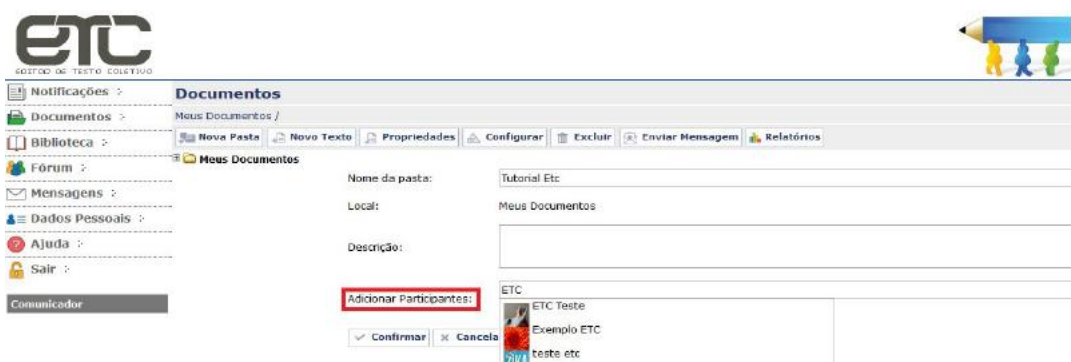 ETC
EDITOR DE TEXTO COLETIVO
Notificações
Documentos
Biblioteca
Fórum
Mensagens
Dados Pessoais
Ajuda
Sair
Comunicador
Documentos
Meus Documentos /
Nova Pasta Novo Texto Propriedades Configurar Excluir Enviar Mensagem Relatórios
Meus Documentos
Nome da pasta: Tutorial Etc
Local: Meus Documentos
Descrição:
Adicionar Participantes: ETC
ETC Teste
Exemplo ETC
teste etc
Confirmar Cancela